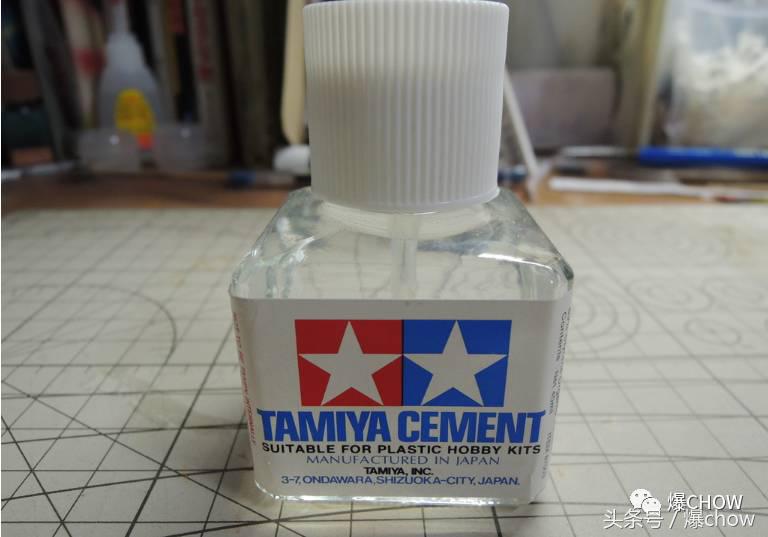 TAMIYA CEMENT
SUITABLE FOR PLASTIC HOBBY KITS
MANUFACTURED IN JAPAN
TAMIYA, INC.
3-7, ONDAWARA, SHIZUOKA-CITY, JAPAN.
爆CHOW
头条号 / 爆chow